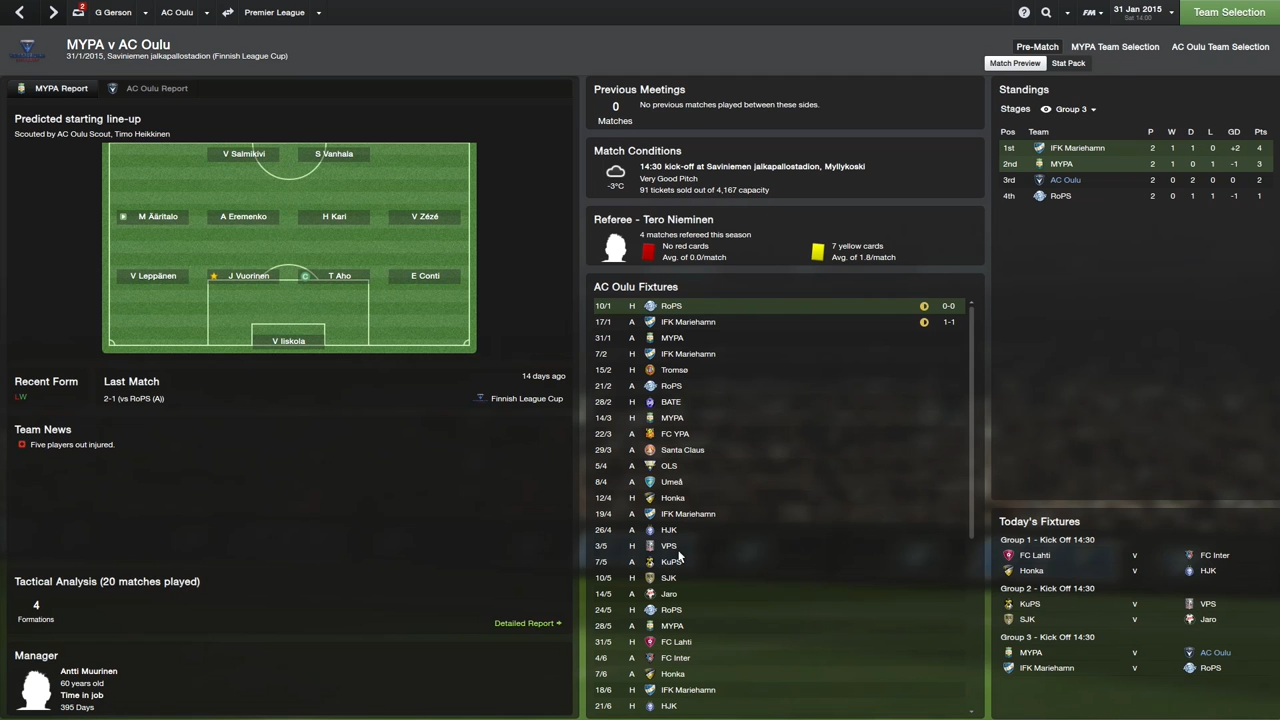 2
G Gerson
AC Oulu
Premier League
FM
31 Jan 2015
Sat 14:00
Team Selection
MYPA v AC Oulu
31/1/2015, Saviniemen jalkapallostadion (Finnish League Cup)
Pre-Match
MYPA Team Selection
AC Oulu Team Selection
Match Preview
Stat Pack
MYPA Report
AC Oulu Report
Predicted starting line-up
Scouted by AC Oulu Scout, Timo Heikkinen
V Salmikivi
S Vanhala
M Ääritalo
A Eremenko
H Kari
V Zézé
V Leppänen
J Vuorinen
C
T Aho
E Conti
V Iiskola
14 days ago
Recent Form
Last Match
LW
2-1 (vs RoPS (A))
Finnish League Cup
Team News
Five players out injured.
Tactical Analysis (20 matches played)
4
Formations
Detailed Report
Manager
Antti Muurinen
60 years old
Time in job
395 Days
Previous Meetings
0
Matches
No previous matches played between these sides.
Match Conditions
-3°C
14:30 kick-off at Saviniemen jalkapallostadion, Myllykoski
Very Good Pitch
91 tickets sold out of 4,167 capacity
Referee - Tero Nieminen
4 matches refereed this season
No red cards
Avg. of 0.0/match
7 yellow cards
Avg. of 1.8/match
AC Oulu Fixtures
10/1 H RoPS 0-0
17/1 A IFK Mariehamn 1-1
31/1 A MYPA
7/2 H IFK Mariehamn
15/2 H Tromsø
21/2 A RoPS
28/2 H BATE
14/3 H MYPA
22/3 A FC YPA
29/3 A Santa Claus
5/4 A OLS
8/4 A Umeå
12/4 H Honka
19/4 A IFK Mariehamn
26/4 A HJK
3/5 H VPS
7/5 A KuPS
10/5 H SJK
14/5 A Jaro
24/5 H RoPS
28/5 A MYPA
31/5 H FC Lahti
4/6 A FC Inter
7/6 A Honka
18/6 H IFK Mariehamn
21/6 H HJK
Standings
Stages Group 3
Pos Team P W D L GD Pts
1st IFK Mariehamn 2 1 1 0 +2 4
2nd MYPA 2 1 0 1 -1 3
3rd AC Oulu 2 0 2 0 0 2
4th RoPS 2 0 1 1 -1 1
Today's Fixtures
Group 1 - Kick Off 14:30
FC Lahti v FC Inter
Honka v HJK
Group 2 - Kick Off 14:30
KuPS v VPS
SJK v Jaro
Group 3 - Kick Off 14:30
MYPA v AC Oulu
IFK Mariehamn v RoPS